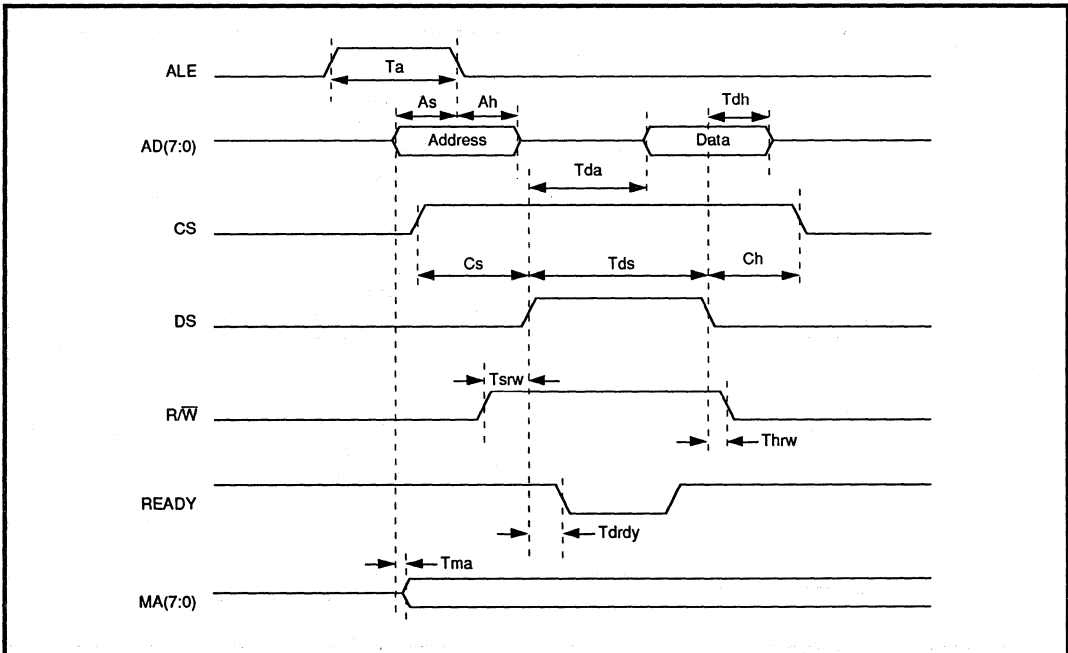 ALE
Ta
As
Ah
Tdh
AD(7:0)
Address
Data
Tda
CS
Cs
Tds
Ch
DS
Tsrw
R/W̅
Thrw
READY
Tdrdy
Tma
MA(7:0)